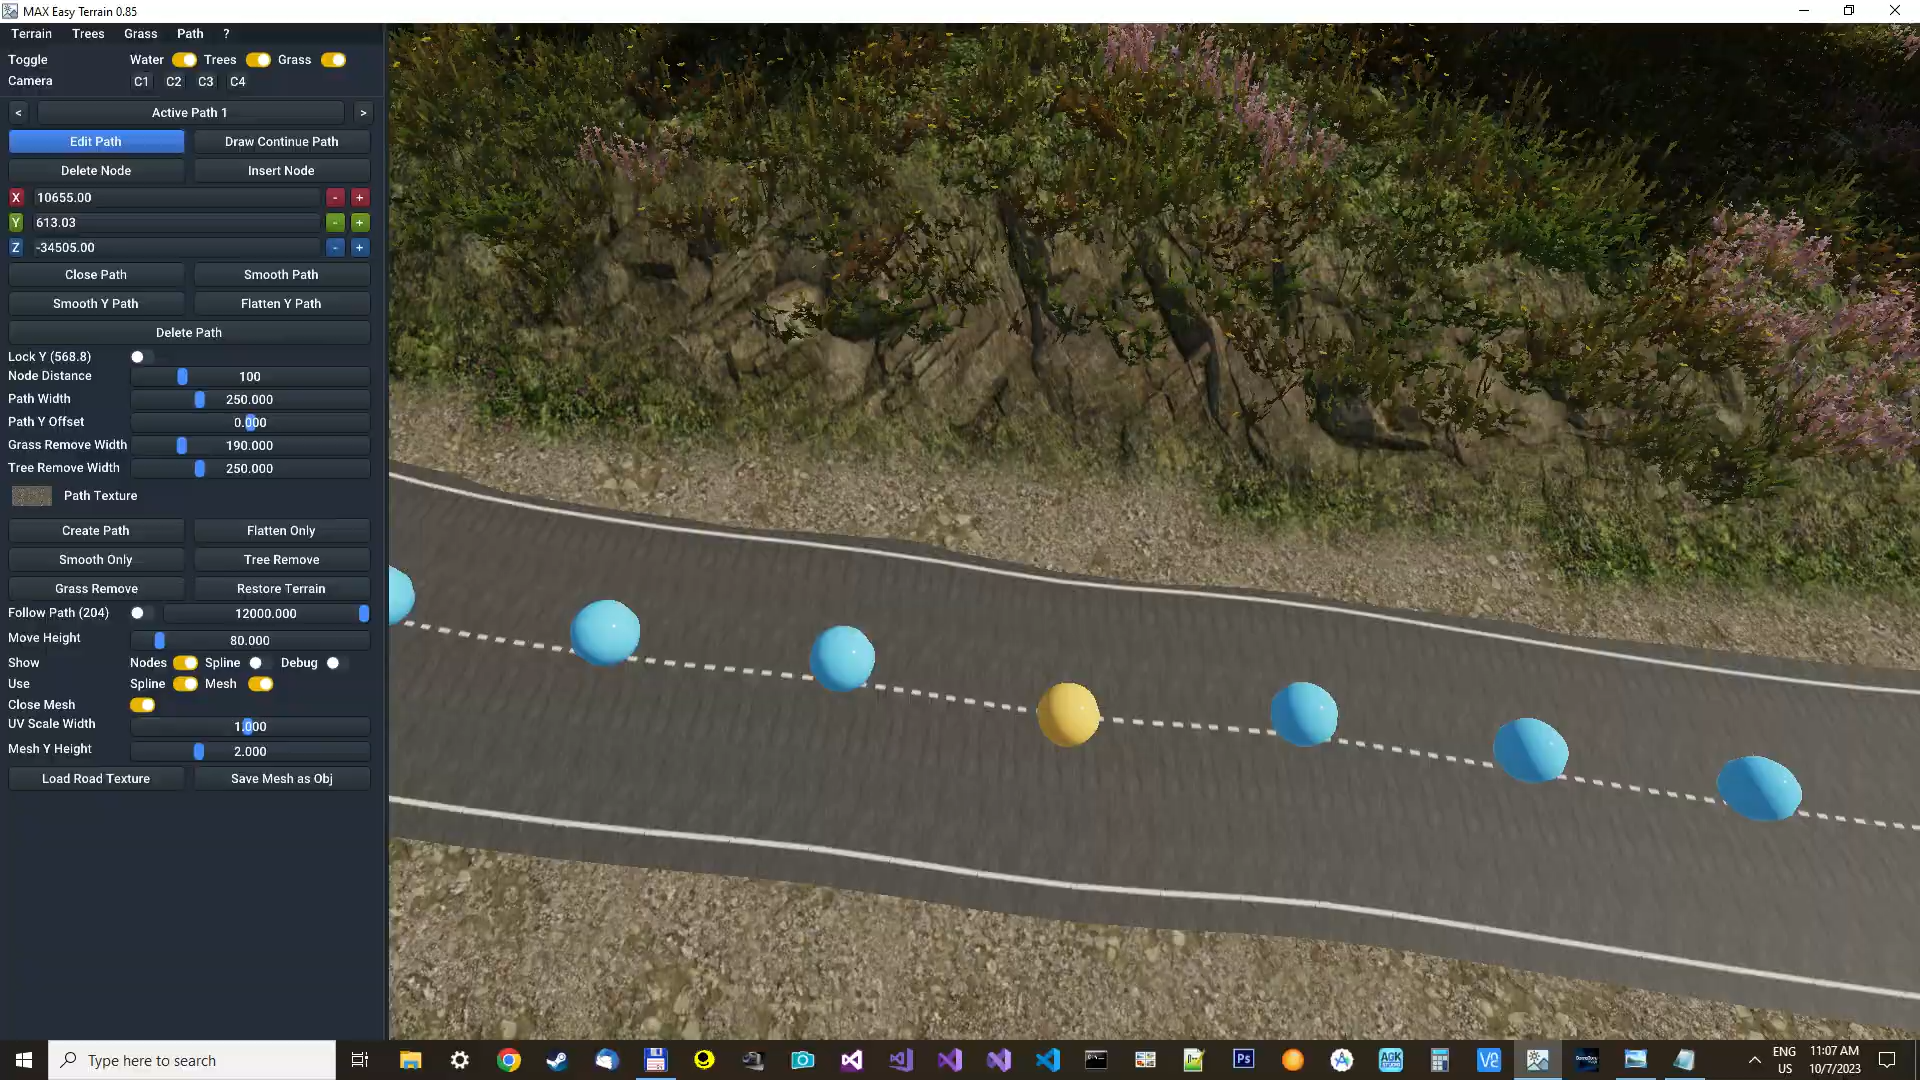 MAX Easy Terrain 0.85
Terrain Trees Grass Path ?
Toggle Water Trees Grass
Camera C1 C2 C3 C4
< Active Path 1 >
Edit Path Draw Continue Path
Delete Node Insert Node
X 10655.00 - +
Y 613.03 - +
Z -34505.00 - +
Close Path Smooth Path
Smooth Y Path Flatten Y Path
Delete Path
Lock Y (568.8)
Node Distance 100
Path Width 250.000
Path Y Offset 0.000
Grass Remove Width 190.000
Tree Remove Width 250.000
Path Texture
Create Path Flatten Only
Smooth Only Tree Remove
Grass Remove Restore Terrain
Follow Path (204) 12000.000
Move Height 80.000
Show Nodes Spline Debug
Use Spline Mesh
Close Mesh
UV Scale Width 1.000
Mesh Y Height 2.000
Load Road Texture Save Mesh as Obj
Type here to search
Ps
AGK
ENG
US
11:07 AM
10/7/2023